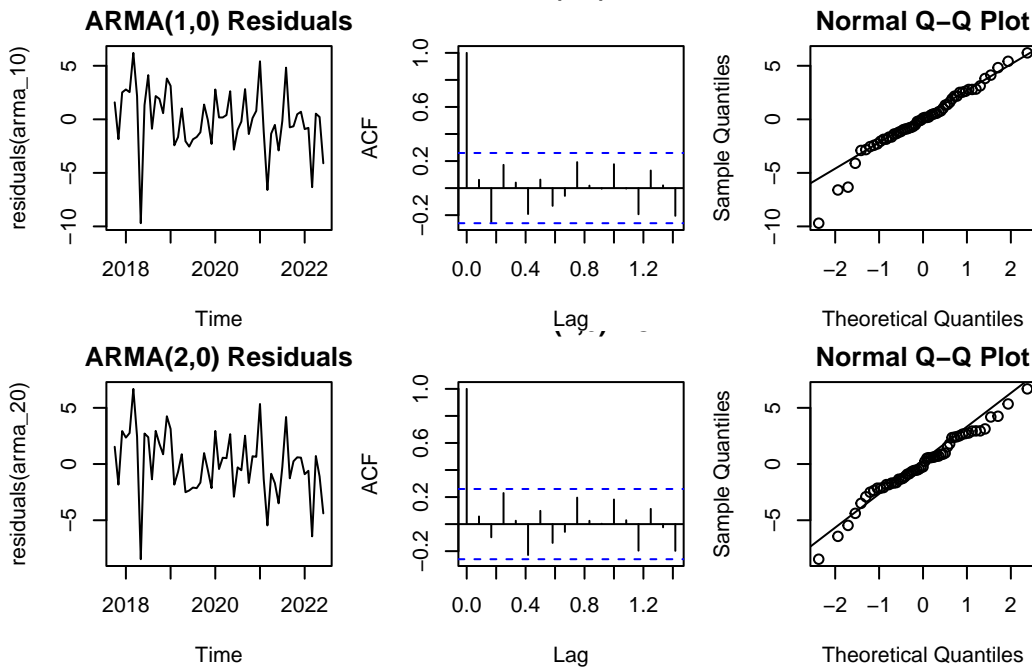 ARMA(1,0) Residuals
residuals(arma_10)
5
0
−5
−10
2018
2020
2022
Time
ACF
1.0
0.6
0.2
−0.2
0.0
0.4
0.8
1.2
Lag
Normal Q−Q Plot
Sample Quantiles
5
0
−5
−10
−2
−1
0
1
2
Theoretical Quantiles
ARMA(2,0) Residuals
residuals(arma_20)
5
0
−5
2018
2020
2022
Time
ACF
1.0
0.6
0.2
−0.2
0.0
0.4
0.8
1.2
Lag
Normal Q−Q Plot
Sample Quantiles
5
0
−5
−2
−1
0
1
2
Theoretical Quantiles